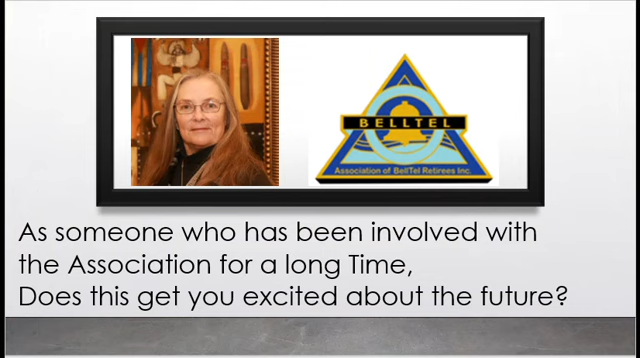 BELLTEL
Association of BellTel Retirees Inc.
As someone who has been involved with
the Association for a long Time,
Does this get you excited about the future?